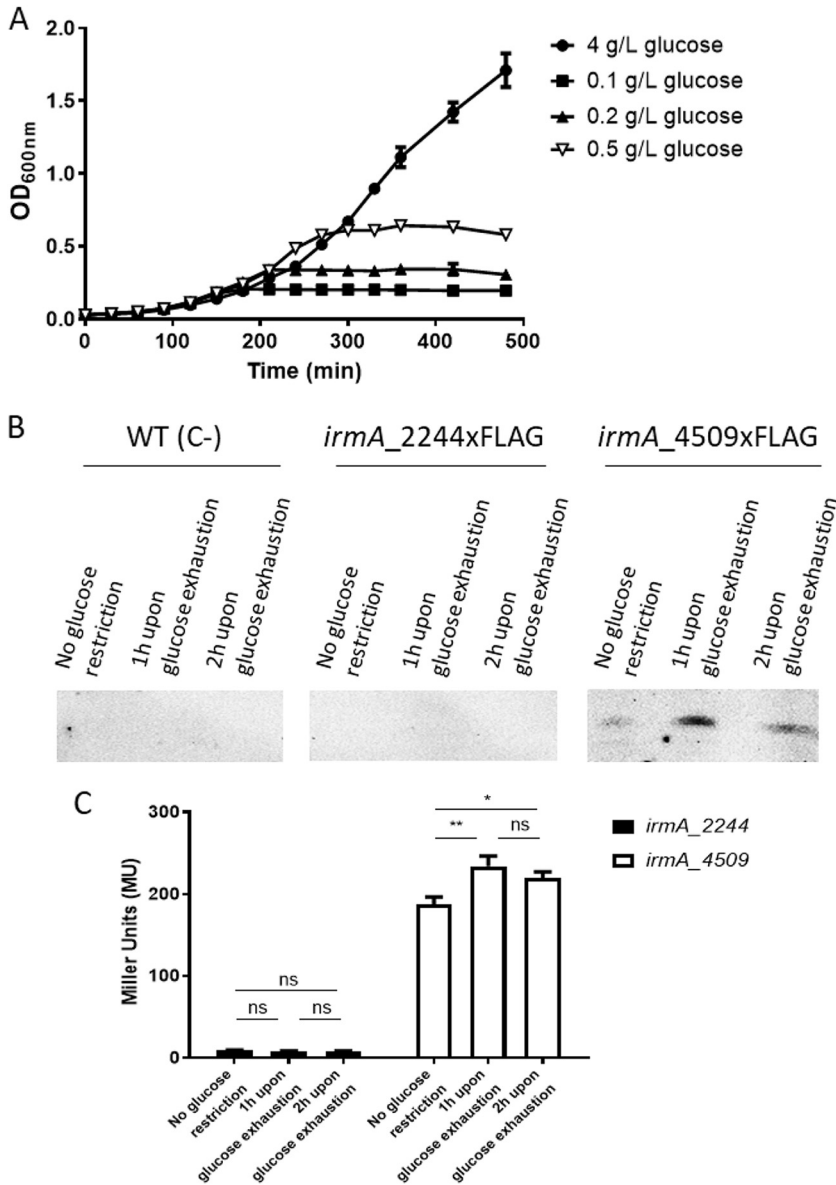 A
2.0
1.5
1.0
0.5
0.0
OD600nm
0
100
200
300
400
500
Time (min)
4 g/L glucose
0.1 g/L glucose
0.2 g/L glucose
0.5 g/L glucose
B
WT (C-)
irmA_2244xFLAG
irmA_4509xFLAG
No glucose
restriction
1h upon
glucose exhaustion
2h upon
glucose exhaustion
No glucose
restriction
1h upon
glucose exhaustion
2h upon
glucose exhaustion
No glucose
restriction
1h upon
glucose exhaustion
2h upon
glucose exhaustion
C
300
200
100
0
Miller Units (MU)
ns
ns
ns
*
**
ns
irmA_2244
irmA_4509
No glucose
restriction
1h upon
glucose exhaustion
2h upon
glucose exhaustion
No glucose
restriction
1h upon
glucose exhaustion
2h upon
glucose exhaustion